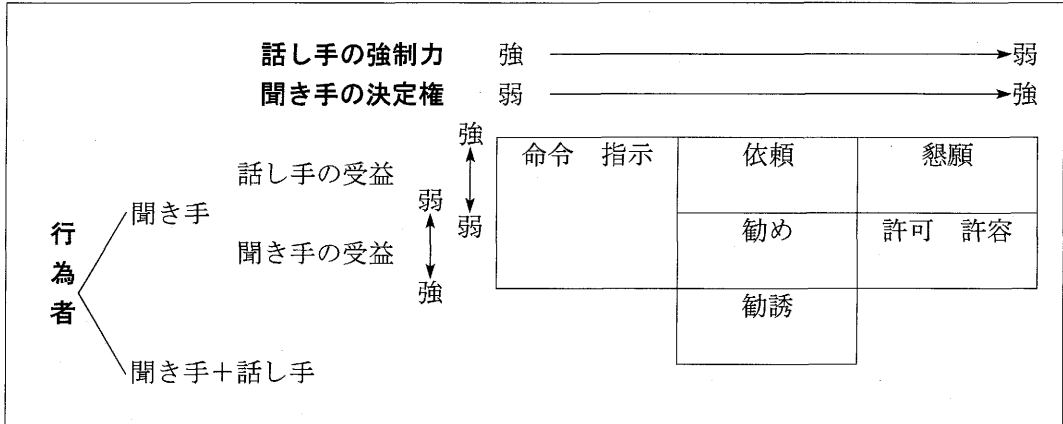 話し手の強制力 強 弱
聞き手の決定権 弱 強
強 命令 指示 依頼 懇願
話し手の受益
弱
聞き手 弱 勧め 許可 許容
行為者
聞き手の受益
強
勧誘
聞き手+話し手